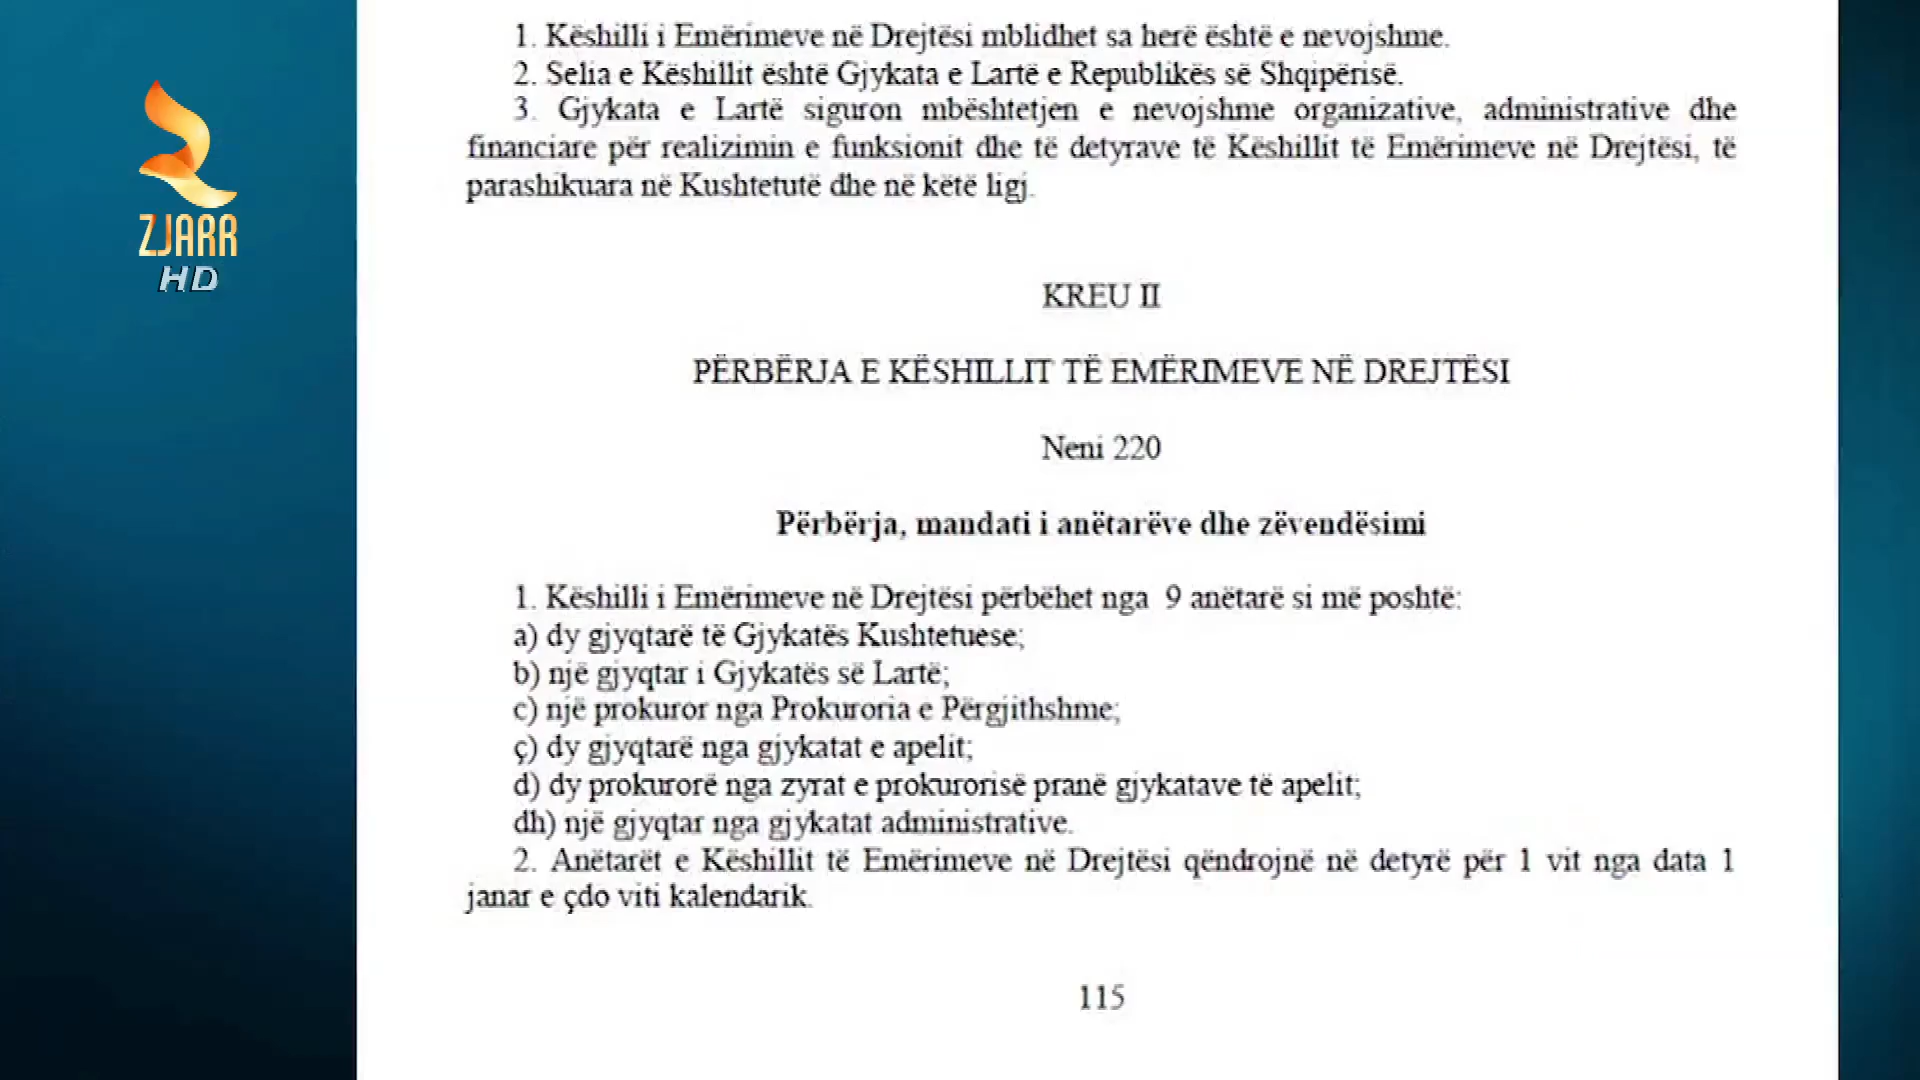 1. Këshilli i Emërimeve në Drejtësi mblidhet sa herë është e nevojshme.
2. Selia e Këshillit është Gjykata e Lartë e Republikës së Shqipërisë.
3. Gjykata e Lartë siguron mbështetjen e nevojshme organizative, administrative dhe
financiare për realizimin e funksionit dhe të detyrave të Këshillit të Emërimeve në Drejtësi, të
parashikuara në Kushtetutë dhe në këtë ligj.
ZJARR
HD
KREU II
PËRBËRJA E KËSHILLIT TË EMËRIMEVE NË DREJTËSI
Neni 220
Përbërja, mandati i anëtarëve dhe zëvendësimi
1. Këshilli i Emërimeve në Drejtësi përbëhet nga 9 anëtarë si më poshtë:
a) dy gjyqtarë të Gjykatës Kushtetuese;
b) një gjyqtar i Gjykatës së Lartë;
c) një prokuror nga Prokuroria e Përgjithshme;
ç) dy gjyqtarë nga gjykatat e apelit;
d) dy prokurorë nga zyrat e prokurorisë pranë gjykatave të apelit;
dh) një gjyqtar nga gjykatat administrative.
2. Anëtarët e Këshillit të Emërimeve në Drejtësi qëndrojnë në detyrë për 1 vit nga data 1
janar e çdo viti kalendarik.
115